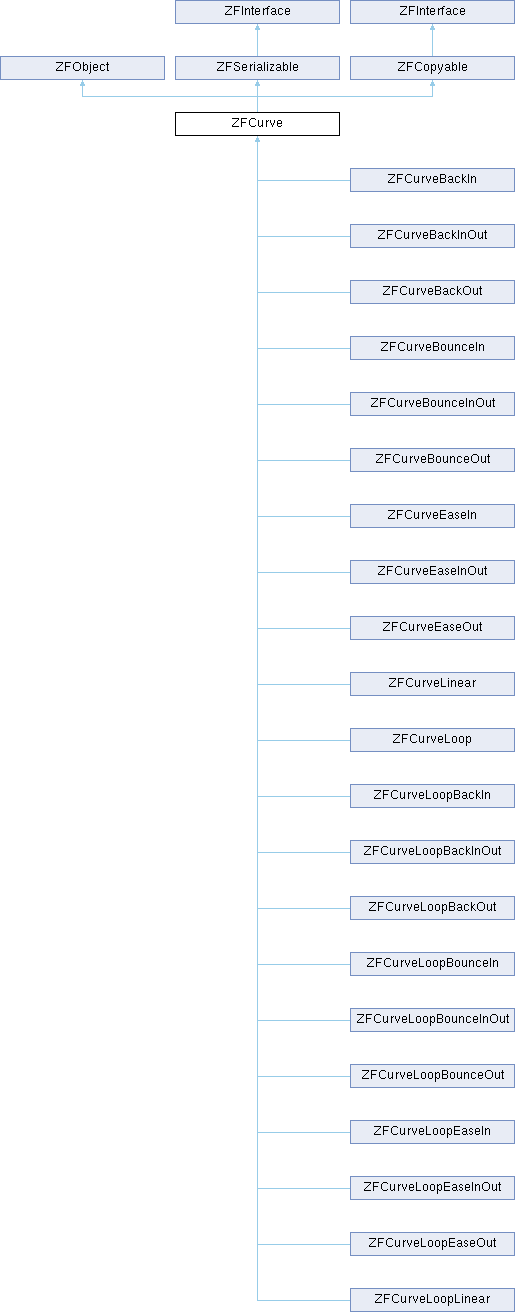 ZFInterface
ZFInterface
ZFObject
ZFSerializable
ZFCopyable
ZFCurve
ZFCurveBackIn
ZFCurveBackInOut
ZFCurveBackOut
ZFCurveBounceIn
ZFCurveBounceInOut
ZFCurveBounceOut
ZFCurveEaseIn
ZFCurveEaseInOut
ZFCurveEaseOut
ZFCurveLinear
ZFCurveLoop
ZFCurveLoopBackIn
ZFCurveLoopBackInOut
ZFCurveLoopBackOut
ZFCurveLoopBounceIn
ZFCurveLoopBounceInOut
ZFCurveLoopBounceOut
ZFCurveLoopEaseIn
ZFCurveLoopEaseInOut
ZFCurveLoopEaseOut
ZFCurveLoopLinear